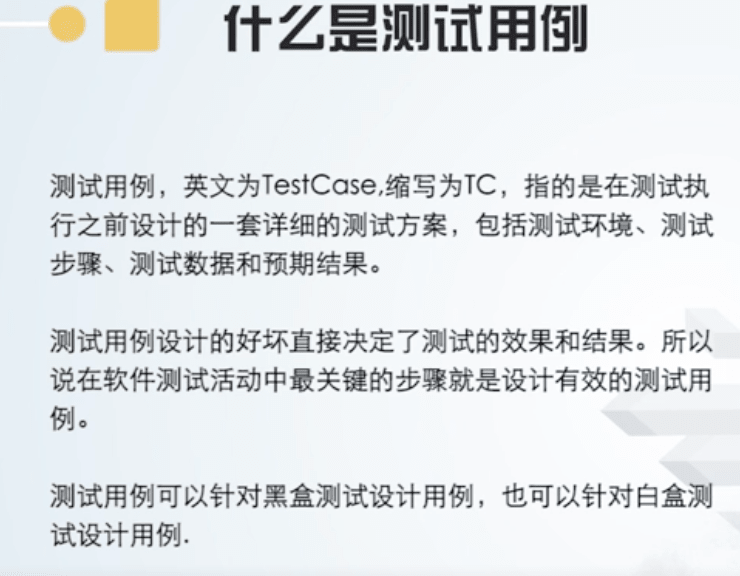 什么是测试用例
测试用例，英文为TestCase,缩写为TC，指的是在测试执
行之前设计的一套详细的测试方案，包括测试环境、测试
步骤、测试数据和预期结果。
测试用例设计的好坏直接决定了测试的效果和结果。所以
说在软件测试活动中最关键的步骤就是设计有效的测试用
例。
测试用例可以针对黑盒测试设计用例，也可以针对白盒测
试设计用例.